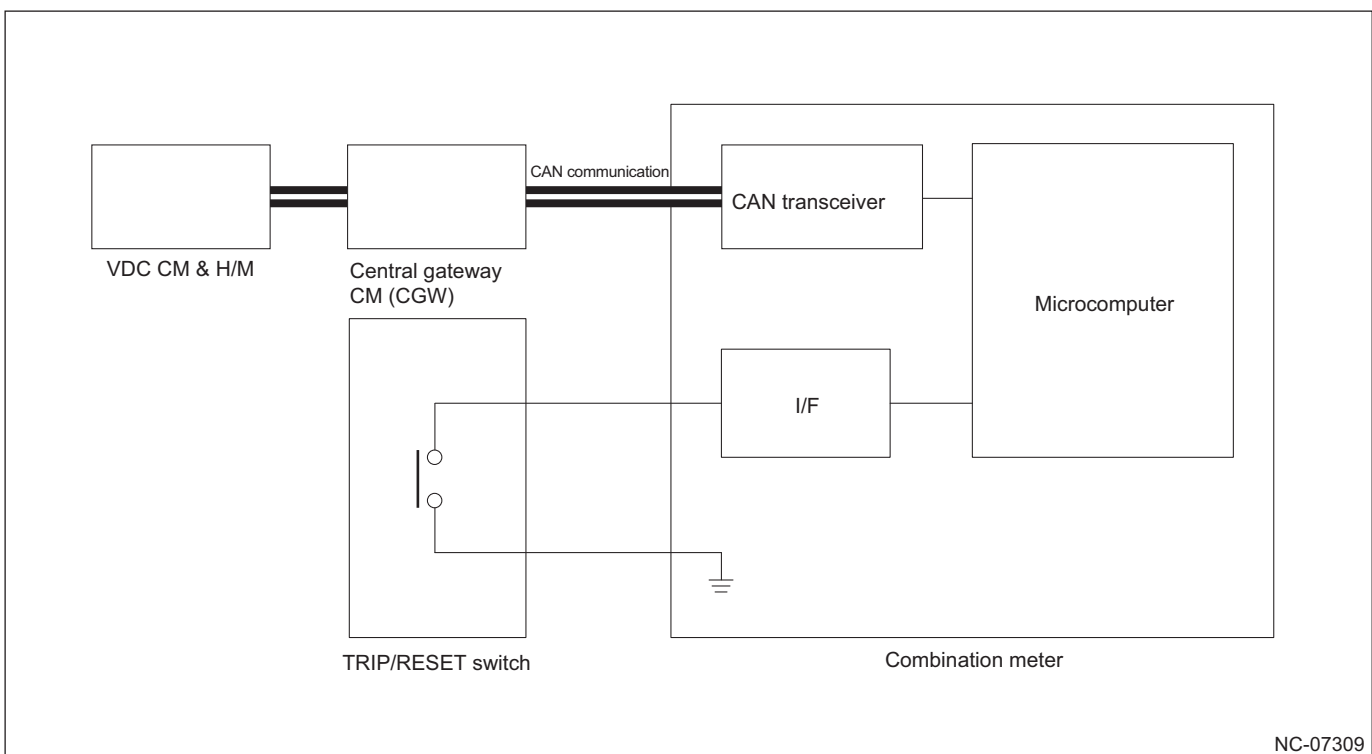 CAN communication
CAN transceiver
VDC CM & H/M
Central gateway
CM (CGW)
Microcomputer
I/F
TRIP/RESET switch
Combination meter
NC-07309